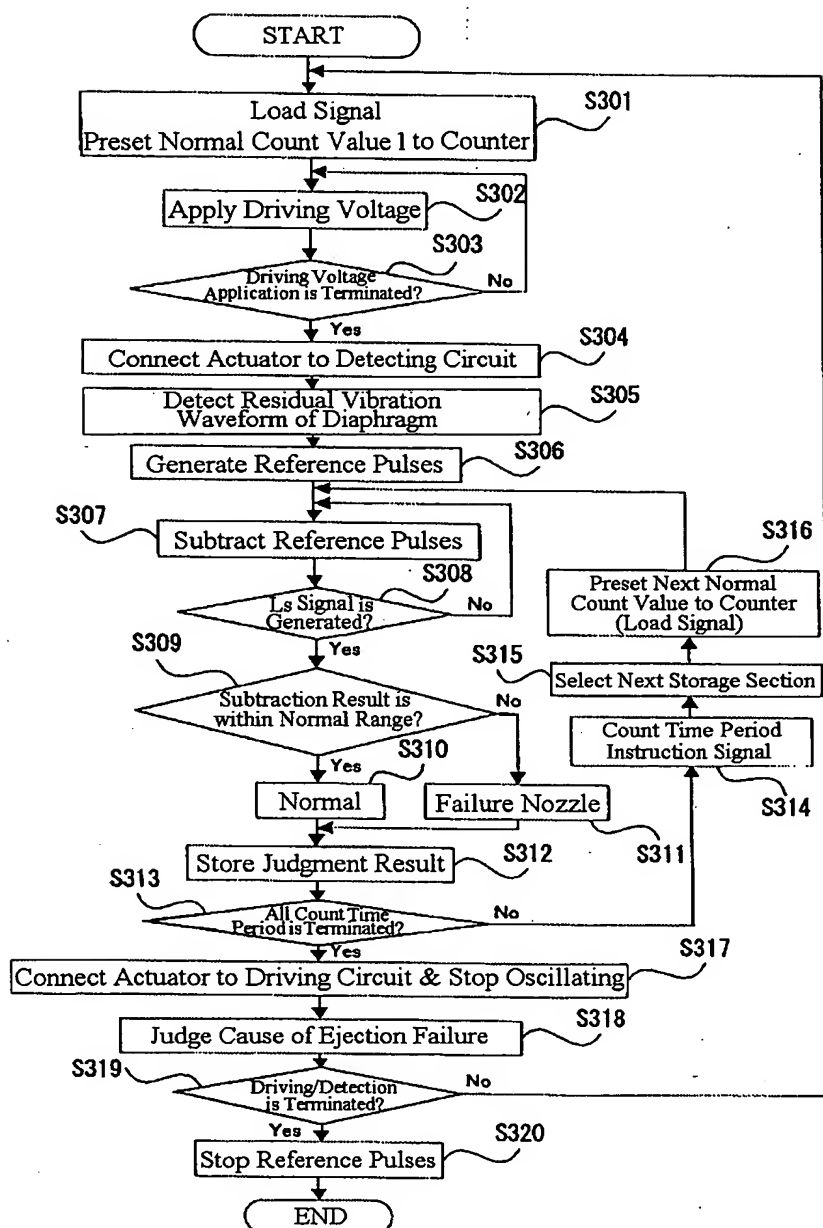 START
S301
Load Signal
Preset Normal Count Value 1 to Counter
S302
Apply Driving Voltage
S303
Driving Voltage
Application is Terminated?
No
Yes
S304
Connect Actuator to Detecting Circuit
Detect Residual Vibration
Waveform of Diaphragm
S305
Generate Reference Pulses
S306
S307
Subtract Reference Pulses
S316
Preset Next Normal
Count Value to Counter
(Load Signal)
S308
Ls Signal is
Generated?
No
Yes
S309
S315
Select Next Storage Section
Subtraction Result is
within Normal Range?
No
Yes
Count Time Period
Instruction Signal
S314
S310
Normal
Failure Nozzle
S311
S312
Store Judgment Result
S313
All Count Time
Period is Terminated?
No
Yes
S317
Connect Actuator to Driving Circuit & Stop Oscillating
S318
Judge Cause of Ejection Failure
S319
Driving/Detection
is Terminated?
No
Yes
S320
Stop Reference Pulses
END